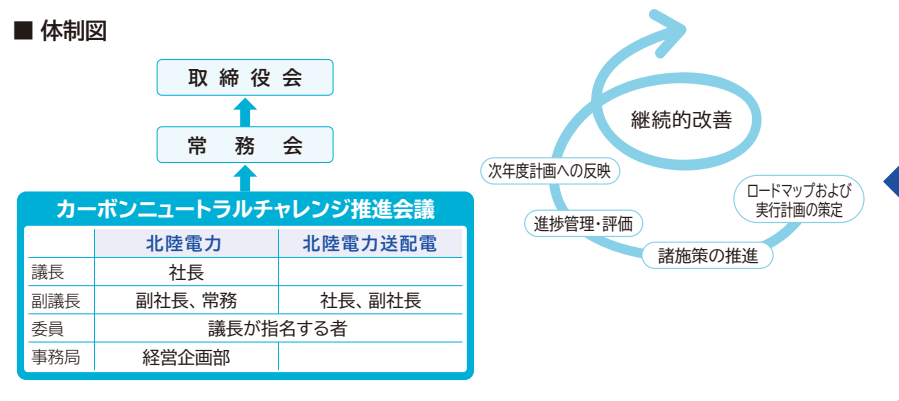 ■ 体制図
取締役会
常務会
カーボンニュートラルチャレンジ推進会議
北陸電力 北陸電力送配電
議長 社長
副議長 副社長、常務 社長、副社長
委員 議長が指名する者
事務局 経営企画部
継続的改善
次年度計画への反映
進捗管理・評価
諸施策の推進
ロードマップおよび
実行計画の策定